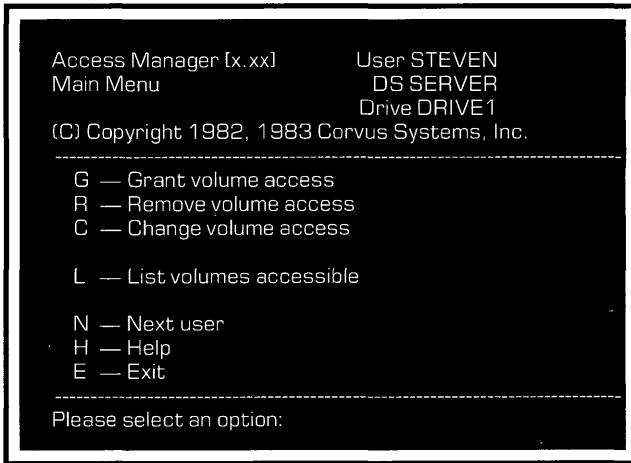 Access Manager [x.xx] User STEVEN
Main Menu DS SERVER
Drive DRIVE1
(C) Copyright 1982, 1983 Corvus Systems, Inc.
G — Grant volume access
R — Remove volume access
C — Change volume access
L — List volumes accessible
N — Next user
H — Help
E — Exit
Please select an option: